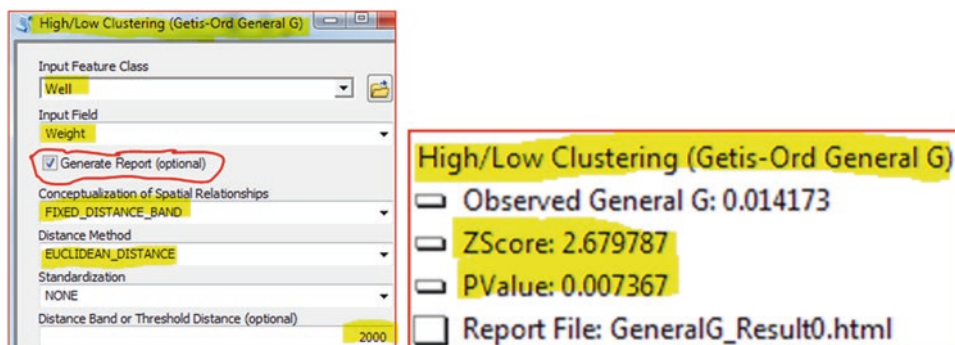 High/Low Clustering (Getis-Ord General G)
Input Feature Class
Well
Input Field
Weight
Generate Report (optional)
Conceptualization of Spatial Relationships
FIXED_DISTANCE_BAND
Distance Method
EUCLIDEAN_DISTANCE
Standardization
NONE
Distance Band or Threshold Distance (optional)
2000
High/Low Clustering (Getis-Ord General G)
Observed General G: 0.014173
ZScore: 2.679787
PValue: 0.007367
Report File: GeneralG_Result0.html